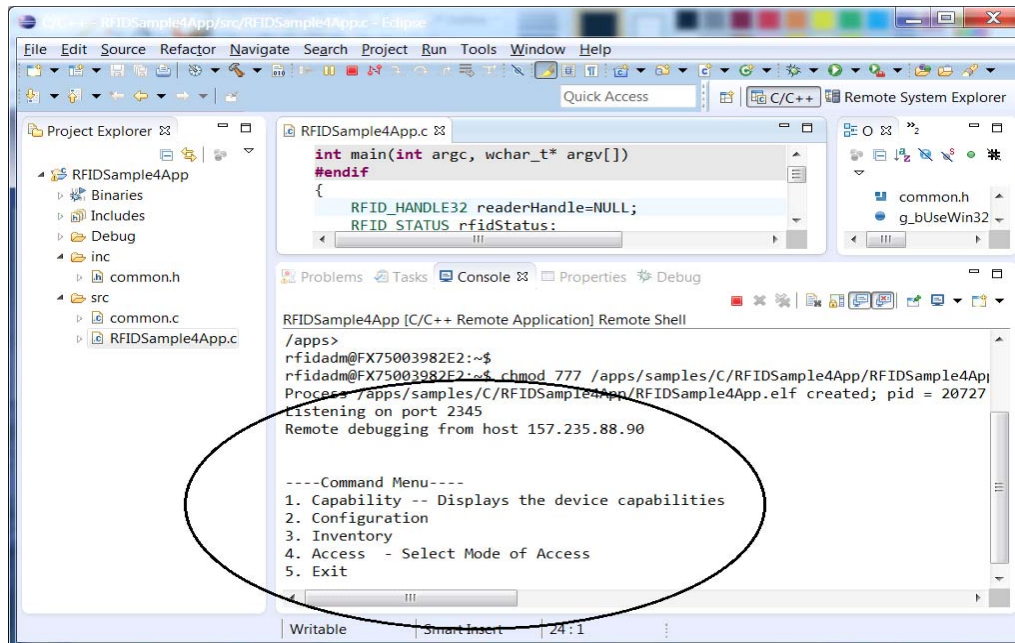 C/C++ - RFIDSample4App/src/RFIDSample4App.c - Eclipse
File Edit Source Refactor Navigate Search Project Run Tools Window Help
Quick Access
C/C++
Remote System Explorer
Project Explorer
RFIDSample4App
Binaries
Includes
Debug
inc
common.h
src
common.c
RFIDSample4App.c
RFIDSample4App.c
int main(int argc, wchar_t* argv[])
#endif
{
RFID_HANDLE32 readerHandle=NULL;
RFID_STATUS rfidStatus;
O
»2
common.h
g_bUseWin32
Problems Tasks Console Properties Debug
RFIDSample4App [C/C++ Remote Application] Remote Shell
/apps>
rfidadm@FX75003982E2:~$
rfidadm@FX75003982E2:~$ chmod 777 /apps/samples/C/RFIDSample4App/RFIDSample4App
Process /apps/samples/C/RFIDSample4App/RFIDSample4App.elf created; pid = 20727
Listening on port 2345
Remote debugging from host 157.235.88.90
----Command Menu----
1. Capability -- Displays the device capabilities
2. Configuration
3. Inventory
4. Access - Select Mode of Access
5. Exit
Writable Smart Insert 24:1